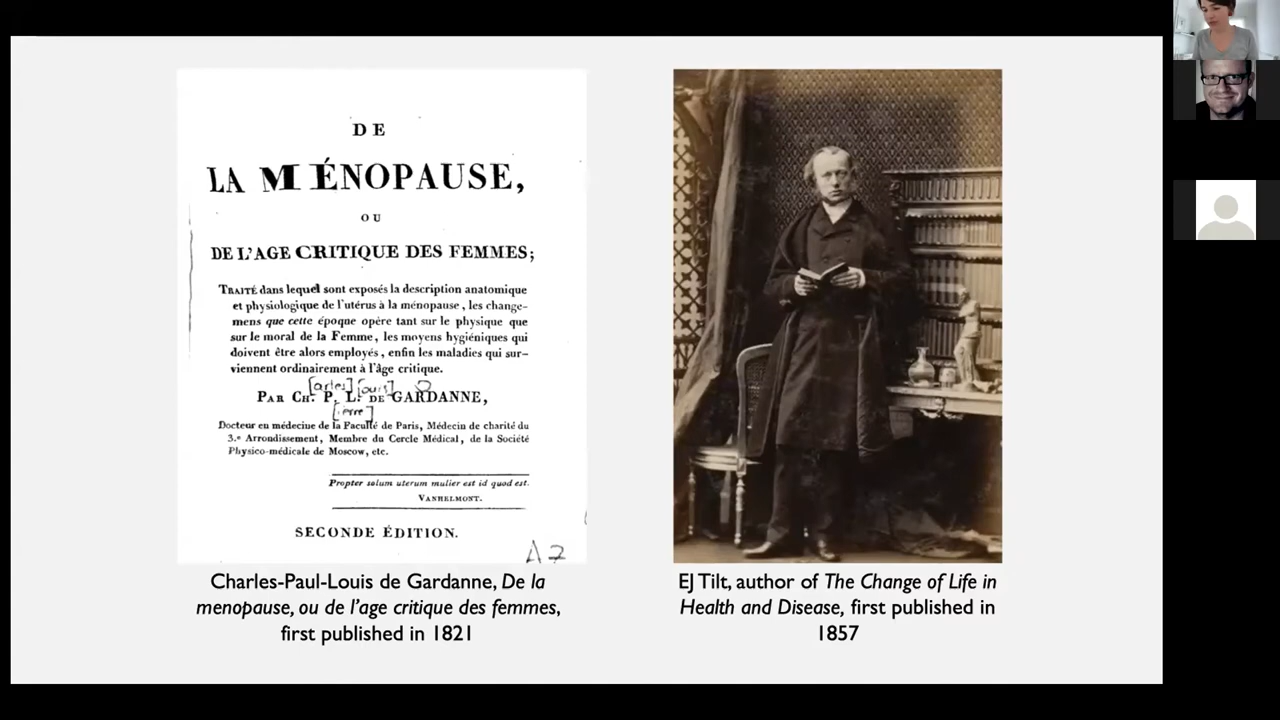 DE
LA MÉNOPAUSE,
OU
DE L'AGE CRITIQUE DES FEMMES;
TRAITÉ dans lequel sont exposés la description anatomique
et physiologique de l'utérus à la ménopause, les change-
mens que cette époque opère tant sur le physique que
sur le moral de la Femme, les moyens hygiéniques qui
doivent être alors employés, enfin les maladies qui sur-
viennent ordinairement à l'âge critique.
[arles] [ouis]
PAR CH. P. L. DE GARDANNE,
[ierre]
Docteur en médecine de la Faculté de Paris, Médecin de charité du
3.e Arrondissement, Membre du Cercle Médical, de la Société
Physico-médicale de Moscow, etc.
Propter solum uterum mulier est id quod est.
VANHELMONT.
SECONDE ÉDITION.
A7
Charles-Paul-Louis de Gardanne, De la
menopause, ou de l'age critique des femmes,
first published in 1821
EJ Tilt, author of The Change of Life in
Health and Disease, first published in
1857